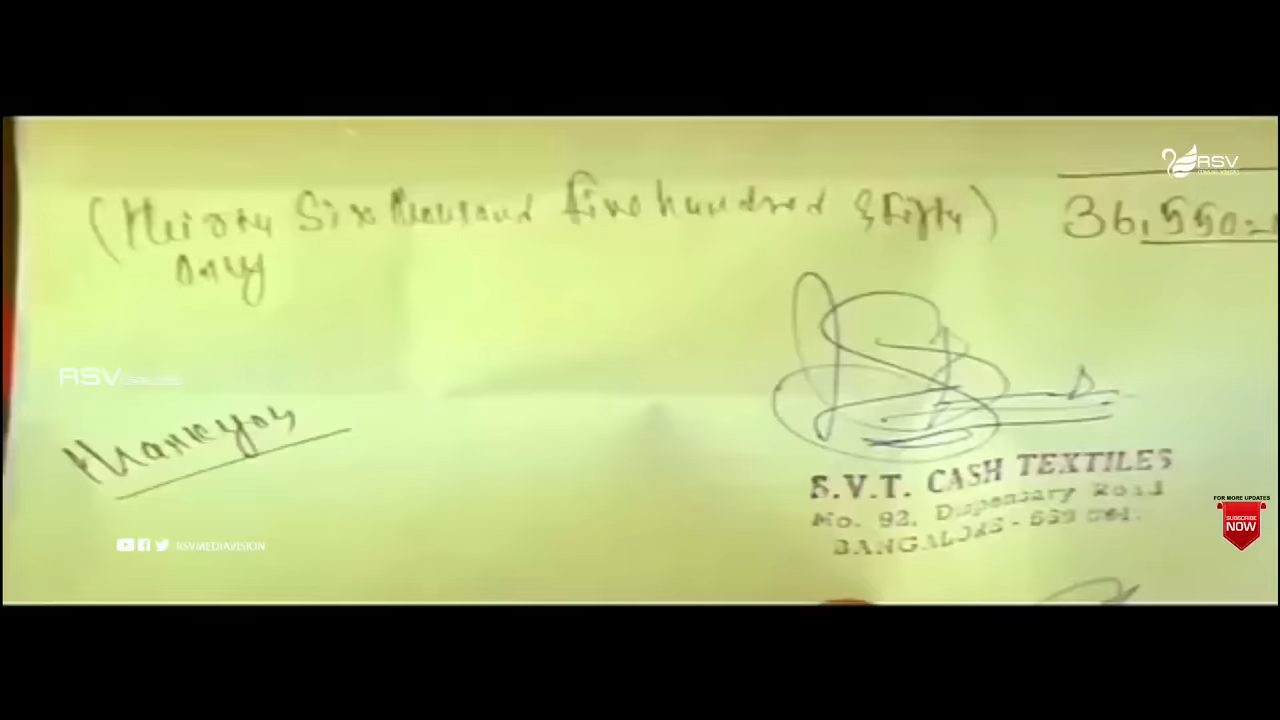 (Thirty Six thousand five hundred & fifty) 36,550=
only
RSV
RSV
Thank you
S.V.T. CASH TEXTILES
No. 92, Dispensary Road
BANGALORE -
RSVMEDIAVISION
FOR MORE UPDATES
SUBSCRIBE
NOW